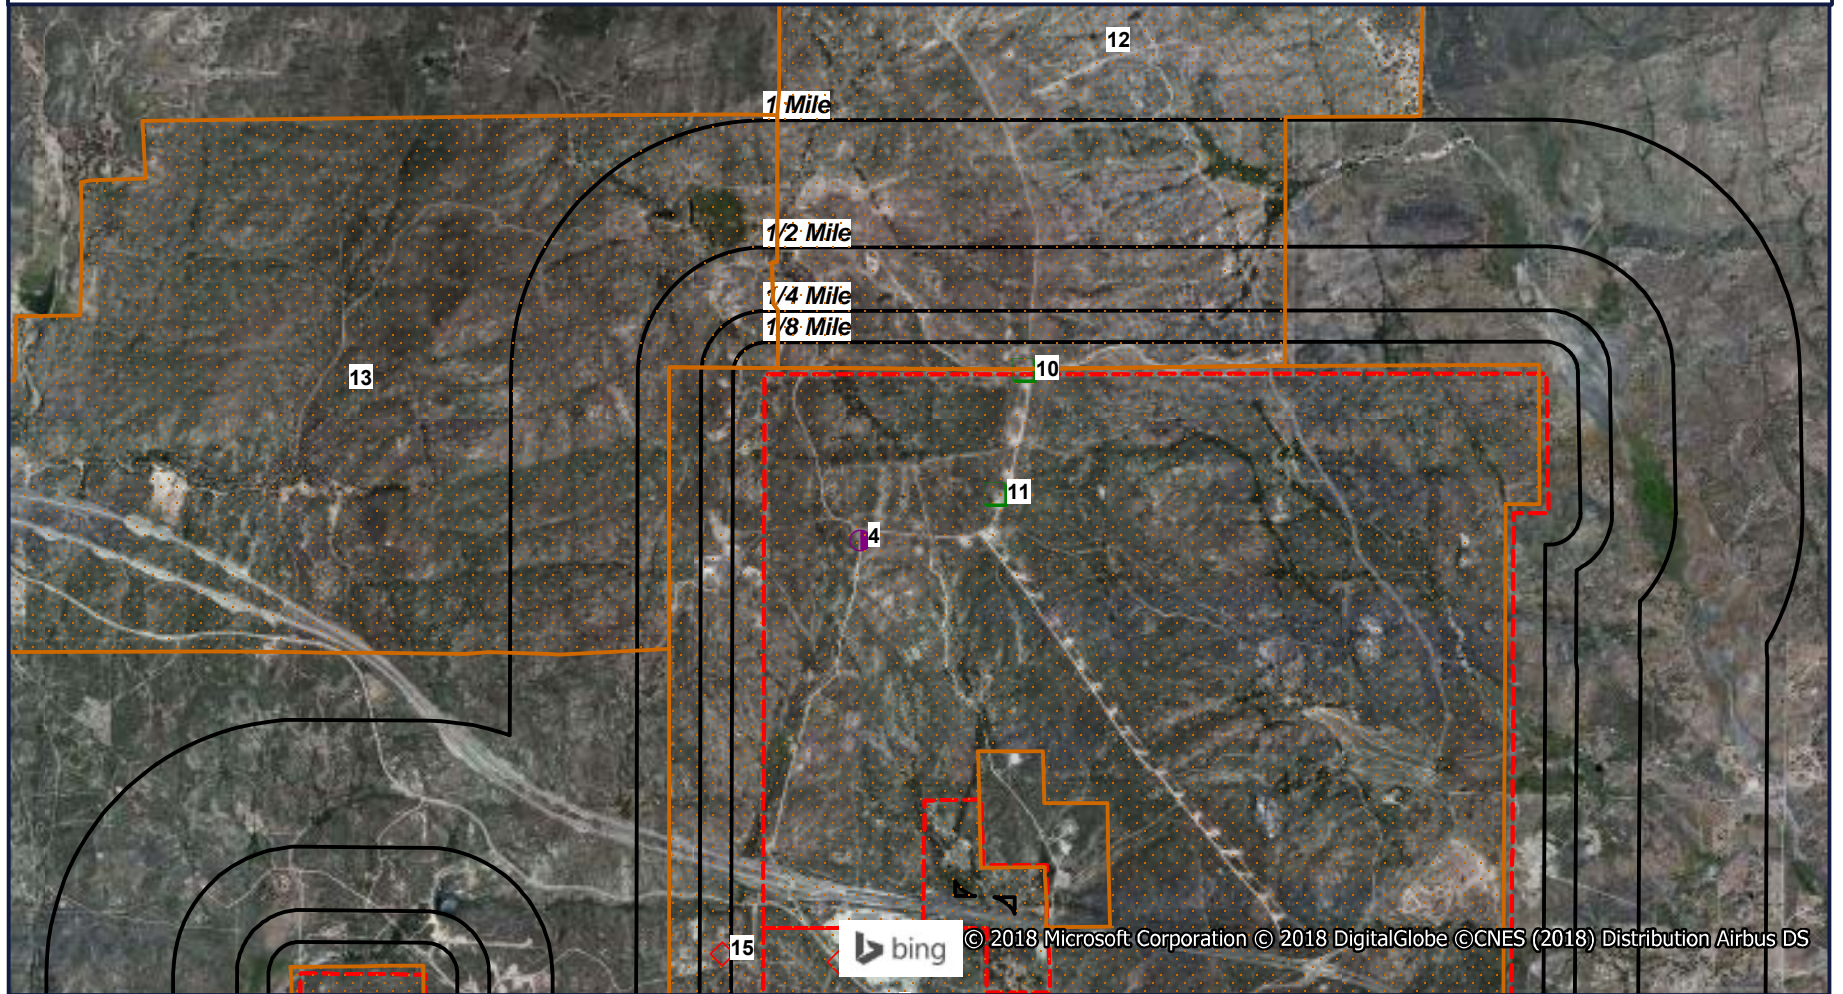 12
1 Mile
1/2 Mile
1/4 Mile
1/8 Mile
10
13
11
4
15
bing
© 2018 Microsoft Corporation © 2018 DigitalGlobe ©CNES (2018) Distribution Airbus DS